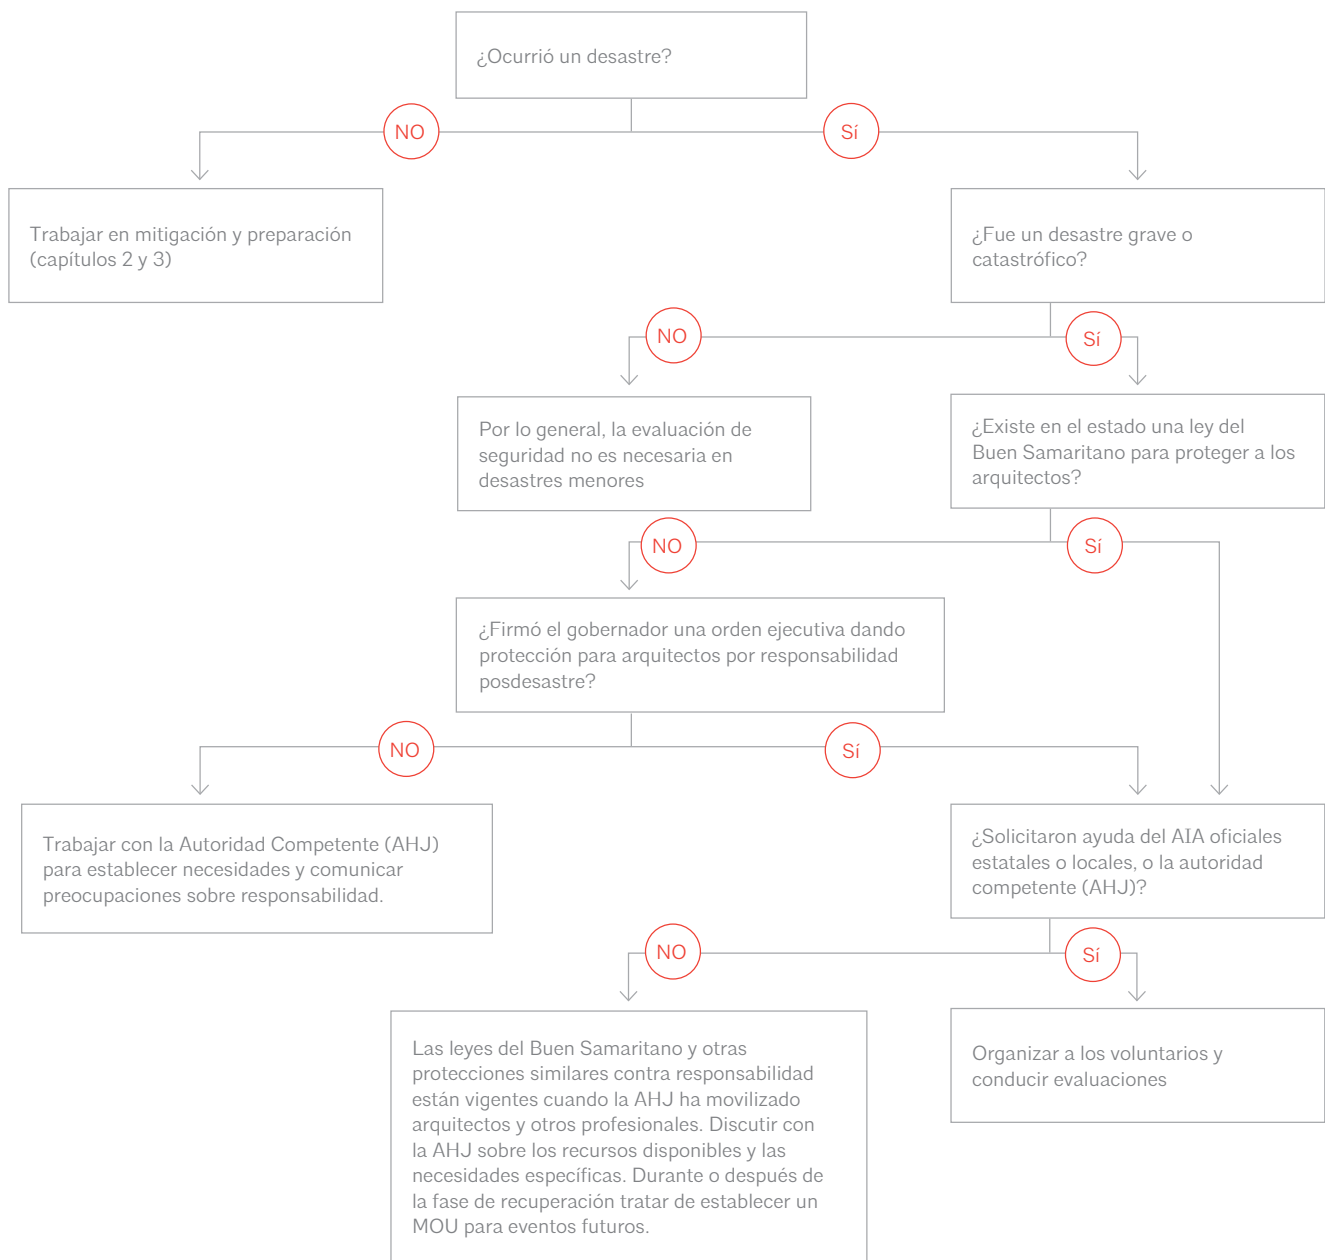 ¿Ocurrió un desastre?
NO
Sí
Trabajar en mitigación y preparación
(capítulos 2 y 3)
¿Fue un desastre grave o
catastrófico?
NO
Sí
Por lo general, la evaluación de
seguridad no es necesaria en
desastres menores
¿Existe en el estado una ley del
Buen Samaritano para proteger a los
arquitectos?
NO
Sí
¿Firmó el gobernador una orden ejecutiva dando
protección para arquitectos por responsabilidad
posdesastre?
NO
Sí
Trabajar con la Autoridad Competente (AHJ)
para establecer necesidades y comunicar
preocupaciones sobre responsabilidad.
¿Solicitaron ayuda del AIA oficiales
estatales o locales, o la autoridad
competente (AHJ)?
NO
Sí
Las leyes del Buen Samaritano y otras
protecciones similares contra responsabilidad
están vigentes cuando la AHJ ha movilizado
arquitectos y otros profesionales. Discutir con
la AHJ sobre los recursos disponibles y las
necesidades específicas. Durante o después de
la fase de recuperación tratar de establecer un
MOU para eventos futuros.
Organizar a los voluntarios y
conducir evaluaciones